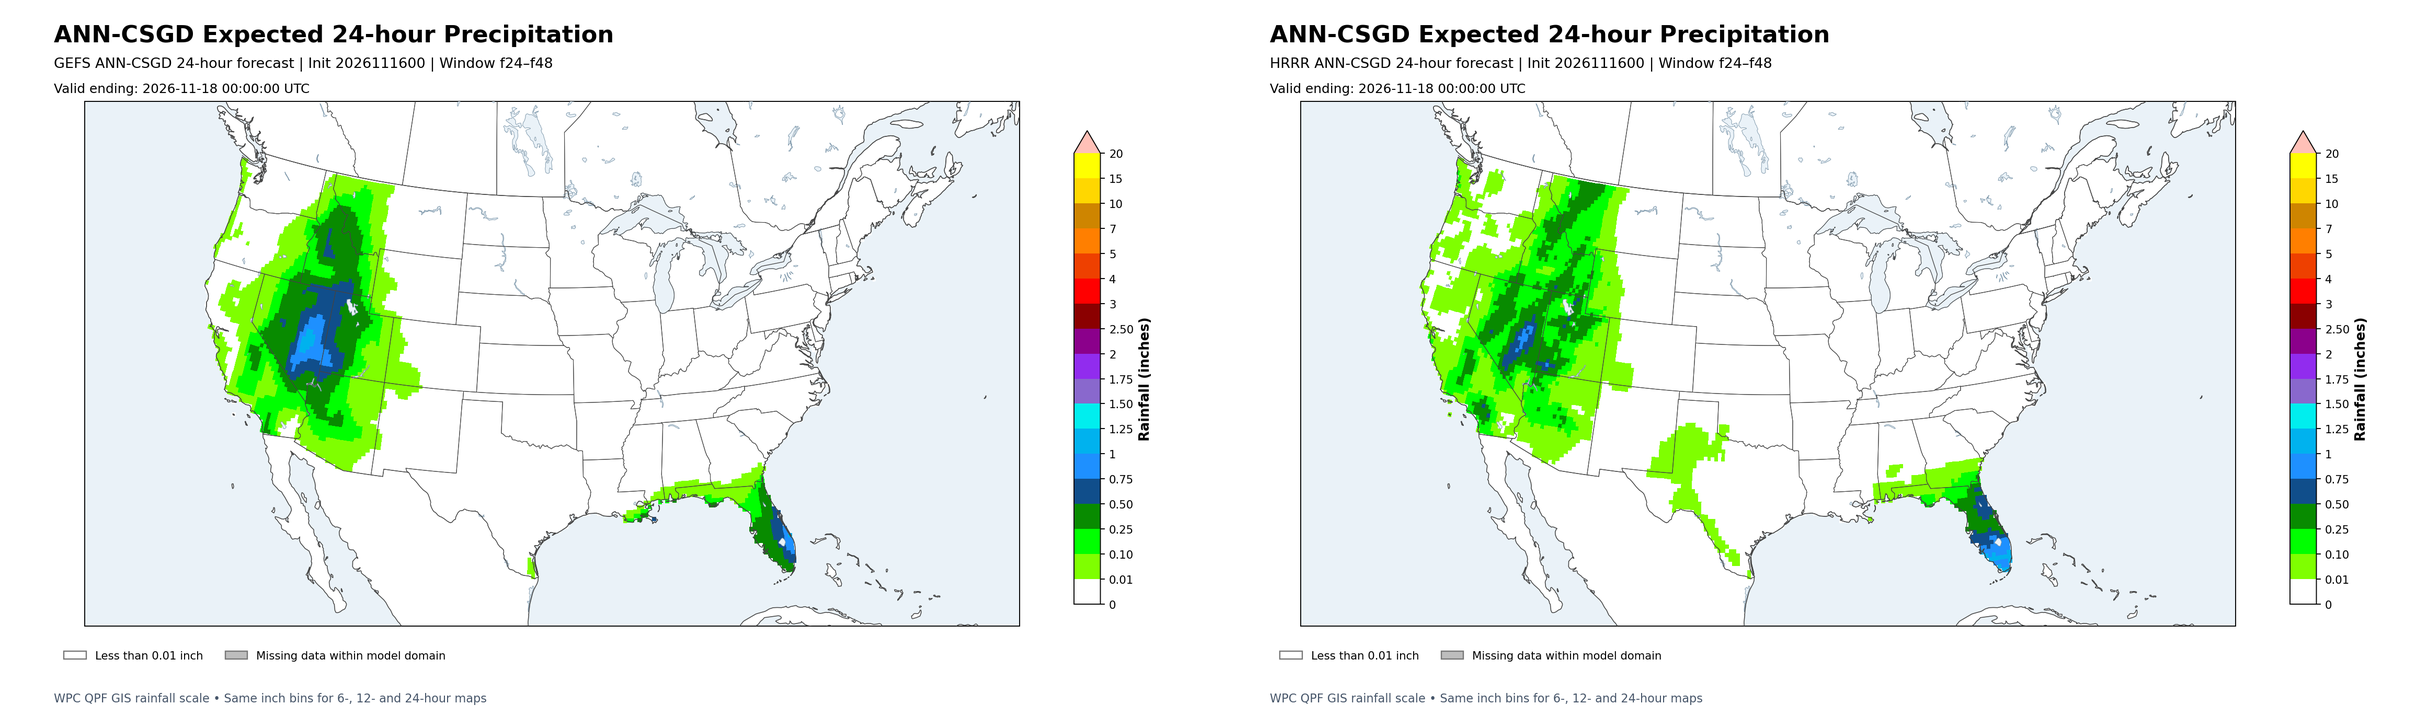 ANN-CSGD Expected 24-hour Precipitation
GEFS ANN-CSGD 24-hour forecast | Init 2026111600 | Window f24–f48
Valid ending: 2026-11-18 00:00:00 UTC
20
15
10
7
5
4
3
2.50
2
1.75
1.50
1.25
1
0.75
0.50
0.25
0.10
0.01
0
Rainfall (inches)
Less than 0.01 inch
Missing data within model domain
WPC QPF GIS rainfall scale • Same inch bins for 6-, 12- and 24-hour maps
ANN-CSGD Expected 24-hour Precipitation
HRRR ANN-CSGD 24-hour forecast | Init 2026111600 | Window f24–f48
Valid ending: 2026-11-18 00:00:00 UTC
20
15
10
7
5
4
3
2.50
2
1.75
1.50
1.25
1
0.75
0.50
0.25
0.10
0.01
0
Rainfall (inches)
Less than 0.01 inch
Missing data within model domain
WPC QPF GIS rainfall scale • Same inch bins for 6-, 12- and 24-hour maps